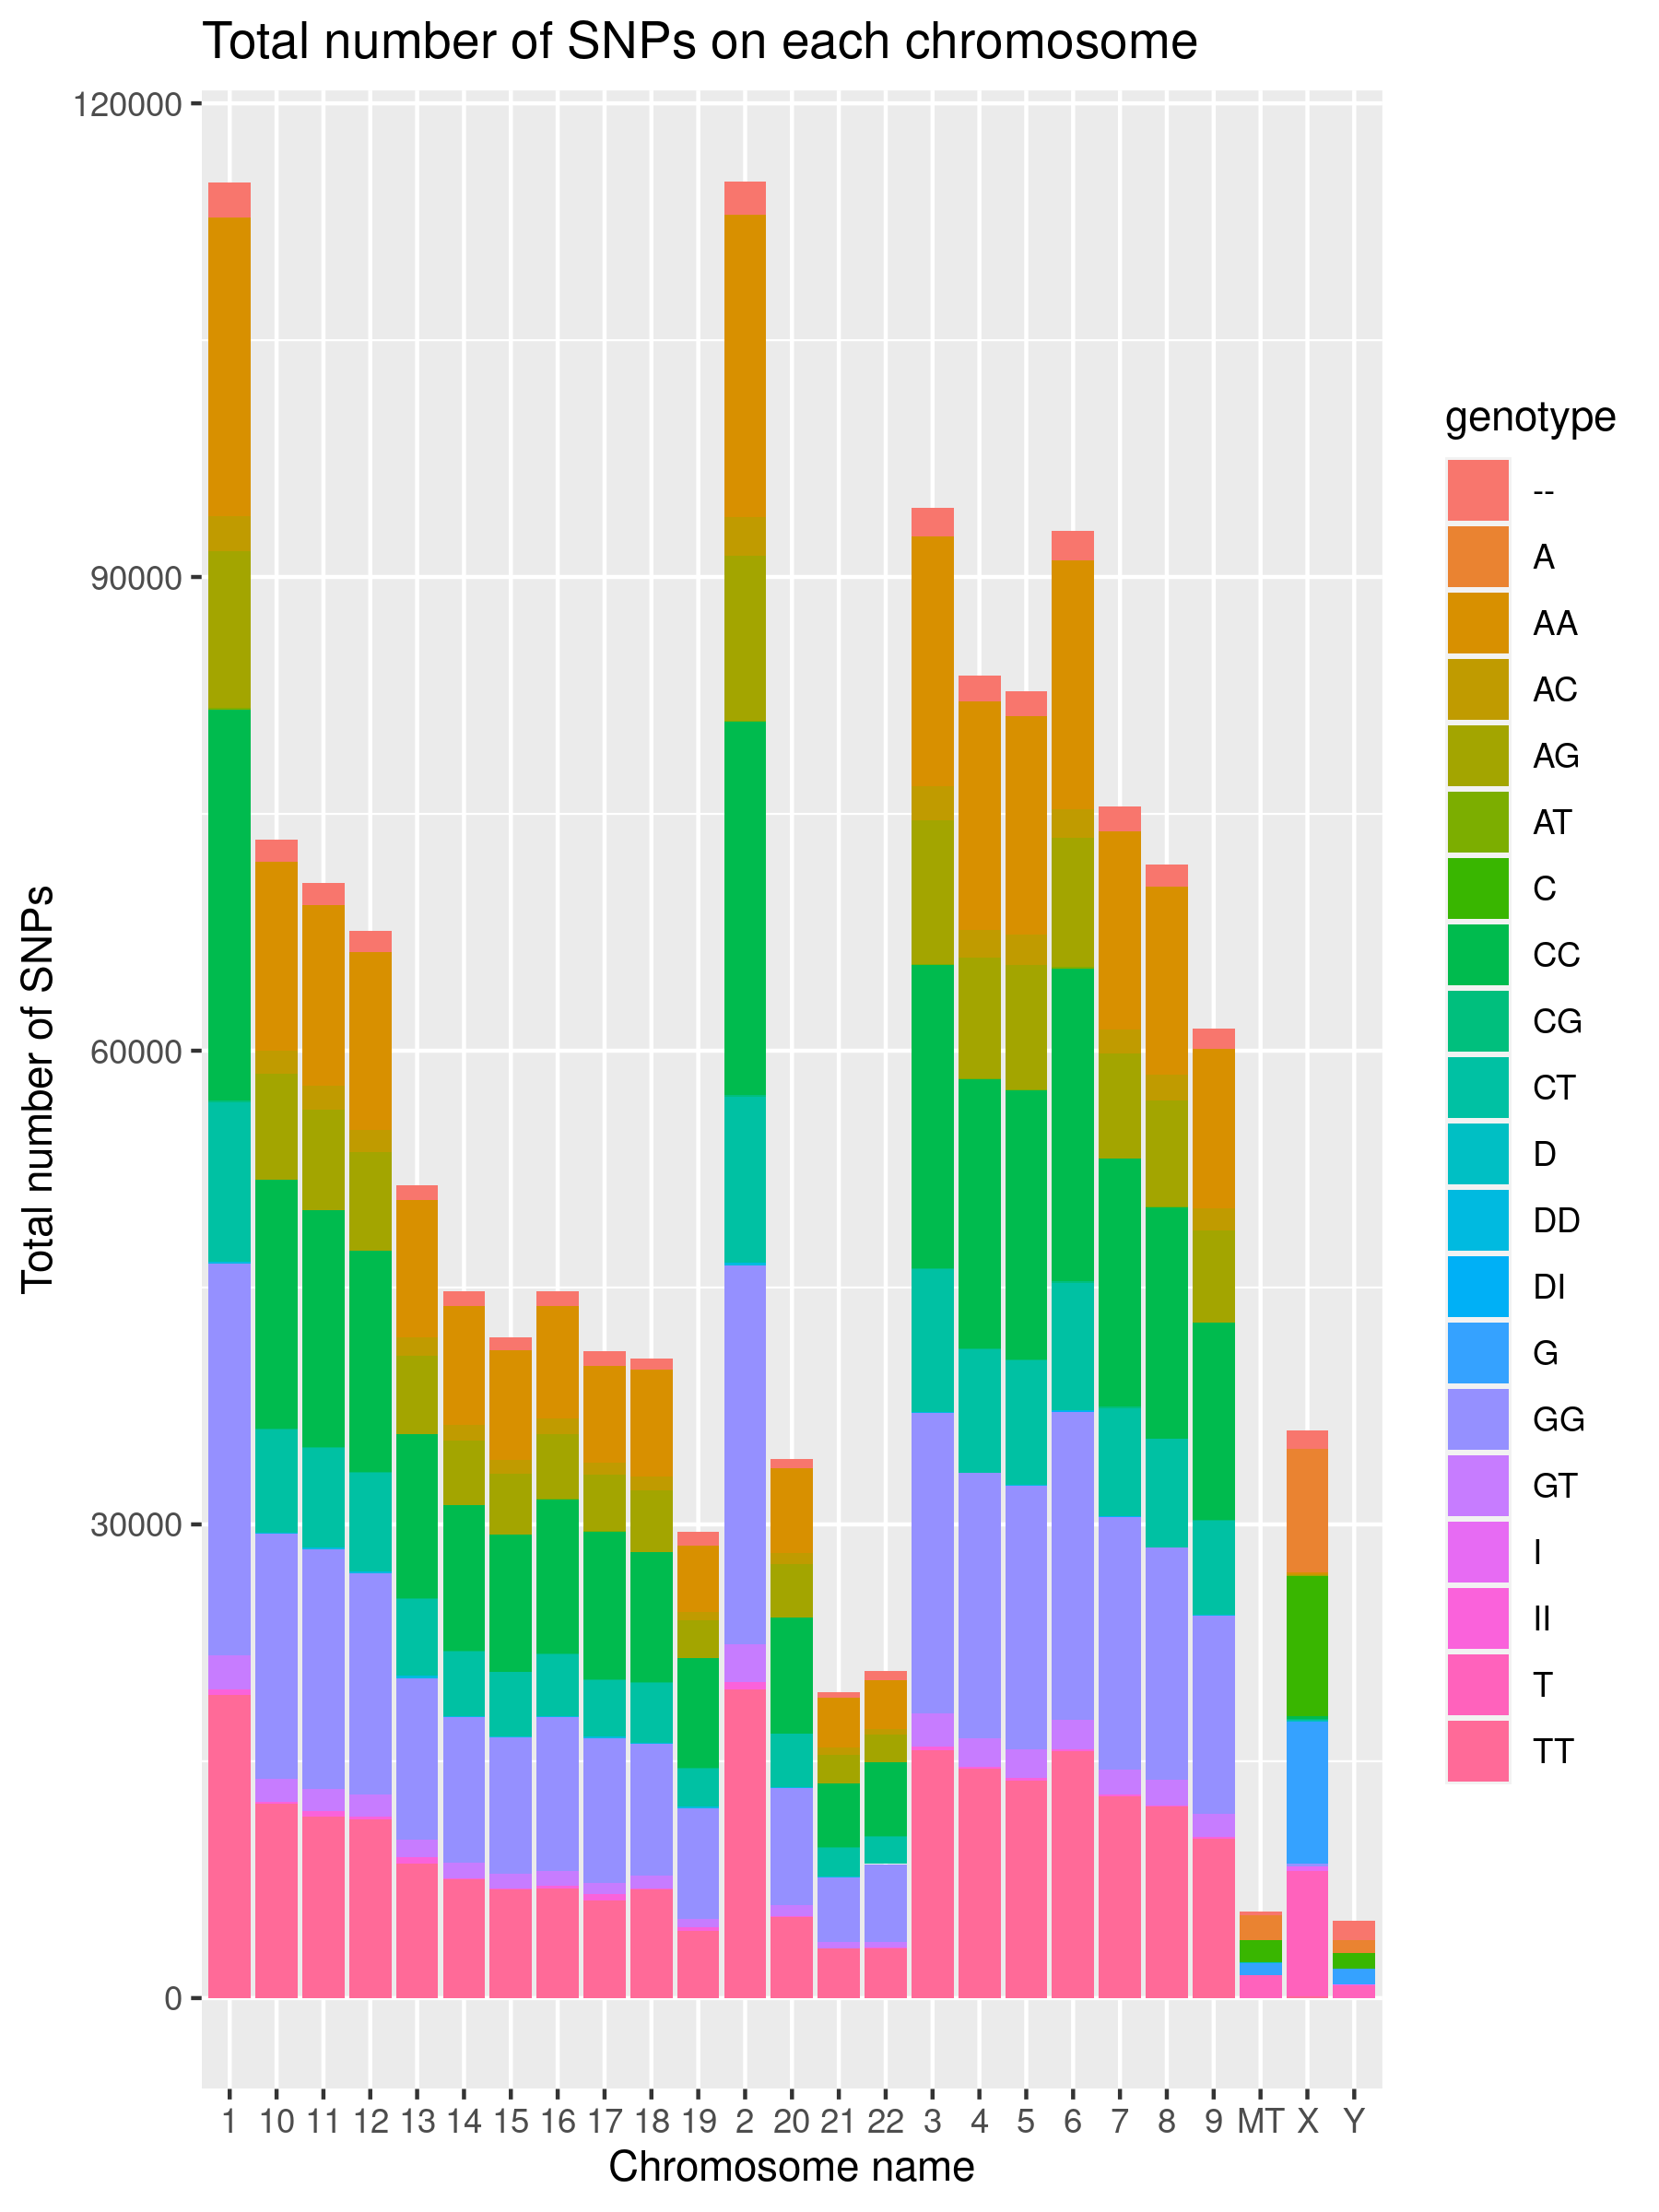 Total number of SNPs on each chromosome
120000
90000
60000
30000
0
Total number of SNPs
1 10 11 12 13 14 15 16 17 18 19 2 20 21 22 3 4 5 6 7 8 9 MT X Y
Chromosome name
genotype
--
A
AA
AC
AG
AT
C
CC
CG
CT
D
DD
DI
G
GG
GT
I
II
T
TT